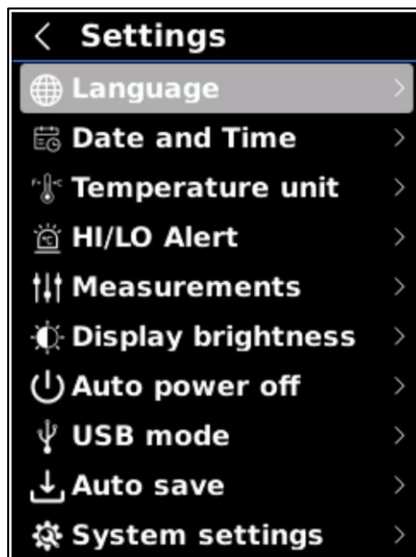 Settings
Language
Date and Time
Temperature unit
HI/LO Alert
Measurements
Display brightness
Auto power off
USB mode
Auto save
System settings